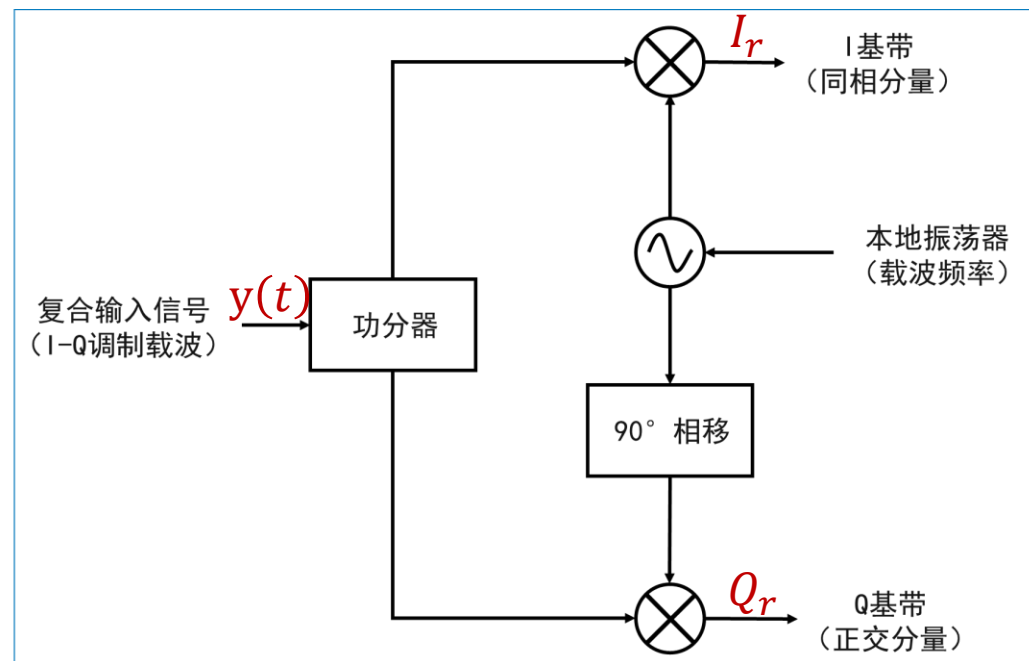 I_r
I基带
（同相分量）
本地振荡器
（载波频率）
复合输入信号
（I-Q调制载波）
y(t)
功分器
90°相移
Q_r
Q基带
（正交分量）